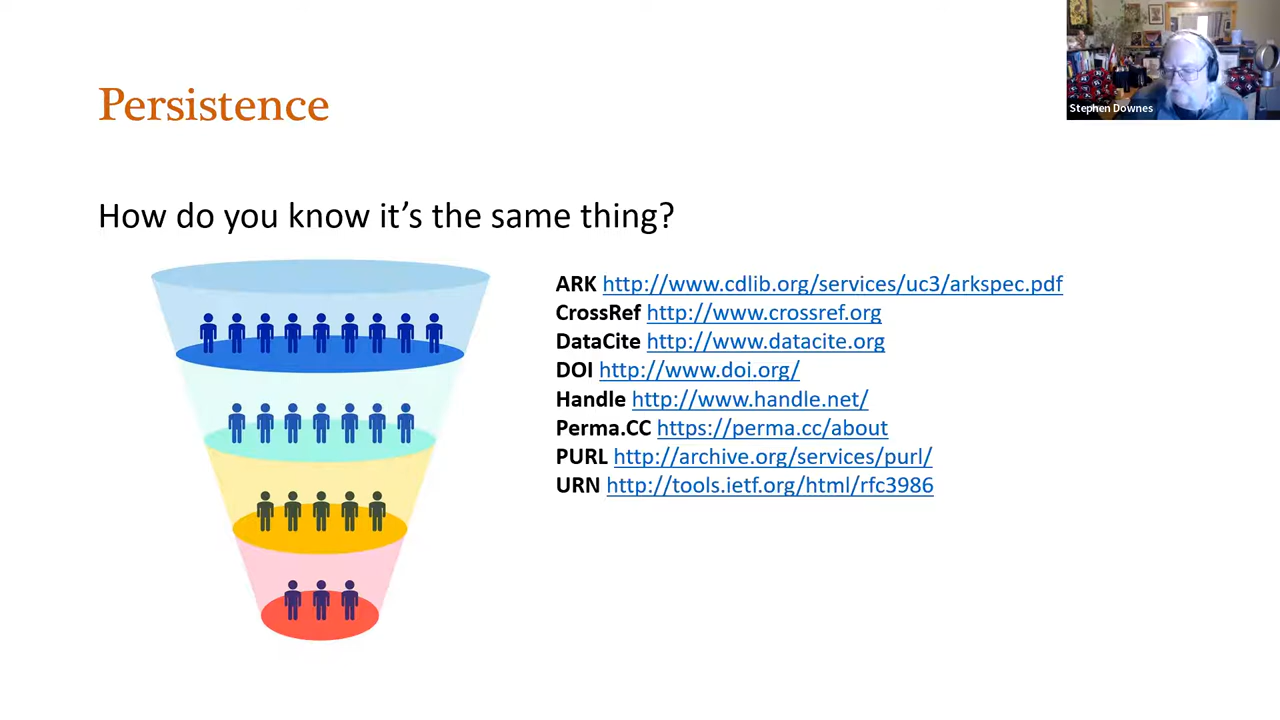 Persistence
Stephen Downes
How do you know it’s the same thing?
ARK http://www.cdlib.org/services/uc3/arkspec.pdf
CrossRef http://www.crossref.org
DataCite http://www.datacite.org
DOI http://www.doi.org/
Handle http://www.handle.net/
Perma.CC https://perma.cc/about
PURL http://archive.org/services/purl/
URN http://tools.ietf.org/html/rfc3986